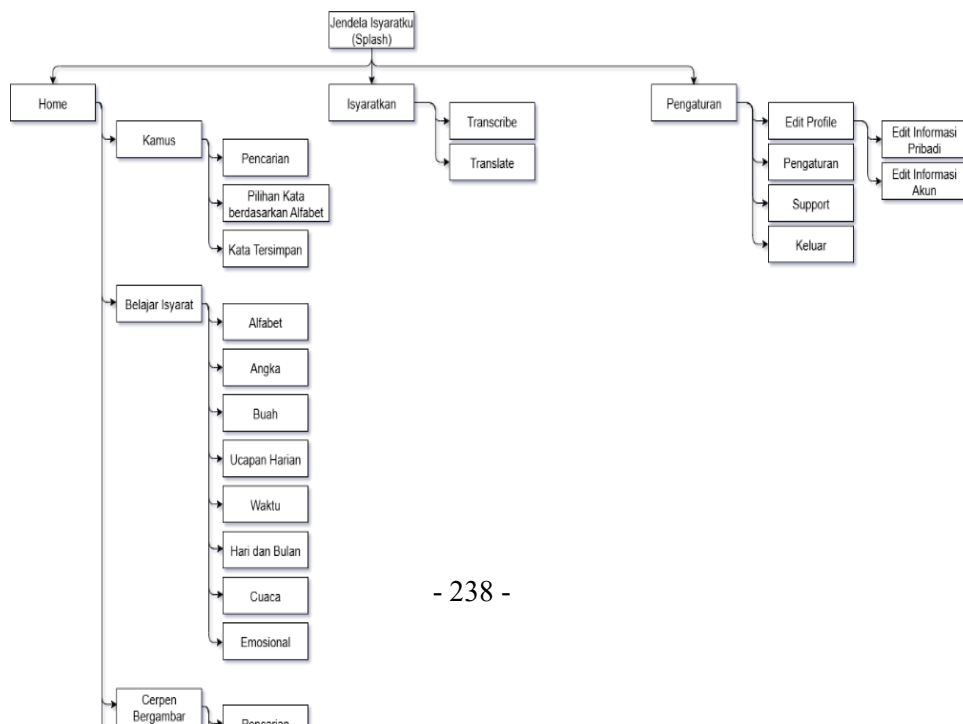 Jendela Isyaratku
(Splash)
Home
Isyaratkan
Pengaturan
Kamus
Pencarian
Pilihan Kata
berdasarkan Alfabet
Kata Tersimpan
Transcribe
Translate
Edit Profile
Edit Informasi
Pribadi
Edit Informasi
Akun
Pengaturan
Support
Keluar
Belajar Isyarat
Alfabet
Angka
Buah
Ucapan Harian
Waktu
Hari dan Bulan
Cuaca
Emosional
- 238 -
Cerpen
Bergambar
Pencarian